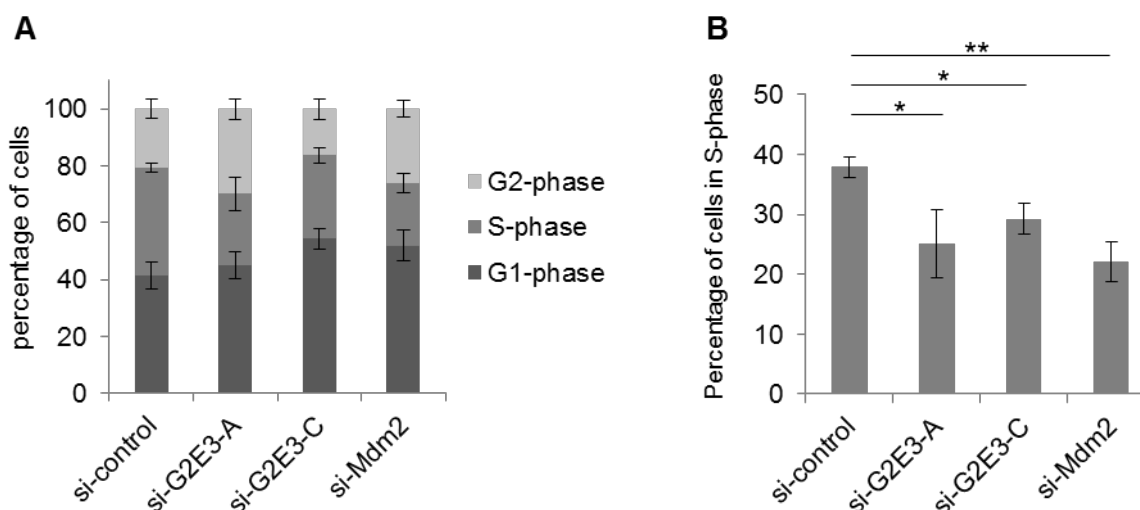 A
percentage of cells
100
80
60
40
20
0
si-control
si-G2E3-A
si-G2E3-C
si-Mdm2
G2-phase
S-phase
G1-phase
B
Percentage of cells in S-phase
50
40
30
20
10
0
**
*
*
si-control
si-G2E3-A
si-G2E3-C
si-Mdm2